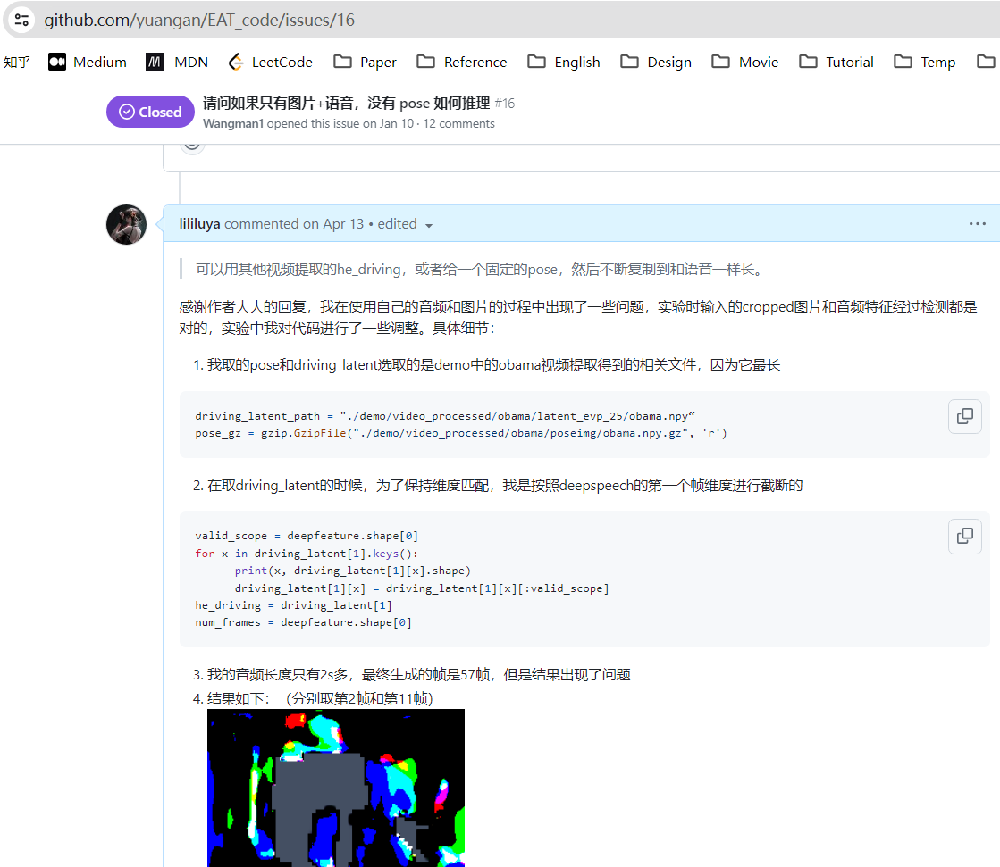 github.com/yuangan/EAT_code/issues/16
知乎 Medium MDN LeetCode Paper Reference English Design Movie Tutorial Temp
Closed
请问如果只有图片+语音，没有 pose 如何推理 #16
Wangman1 opened this issue on Jan 10 · 12 comments
lililuya commented on Apr 13 • edited
可以用其他视频提取的he_driving，或者给一个固定的pose，然后不断复制到和语音一样长。
感谢作者大大的回复，我在使用自己的音频和图片的过程中出现了一些问题，实验时输入的cropped图片和音频特征经过检测都是
对的，实验中我对代码进行了一些调整。具体细节：
1. 我取的pose和driving_latent选取的是demo中的obama视频提取得到的相关文件，因为它最长
driving_latent_path = "./demo/video_processed/obama/latent_evp_25/obama.npy“
pose_gz = gzip.GzipFile("./demo/video_processed/obama/poseimg/obama.npy.gz", 'r')
2. 在取driving_latent的时候，为了保持维度匹配，我是按照deepspeech的第一个帧维度进行截断的
valid_scope = deepfeature.shape[0]
for x in driving_latent[1].keys():
print(x, driving_latent[1][x].shape)
driving_latent[1][x] = driving_latent[1][x][:valid_scope]
he_driving = driving_latent[1]
num_frames = deepfeature.shape[0]
3. 我的音频长度只有2s多，最终生成的帧是57帧，但是结果出现了问题
4. 结果如下：（分别取第2帧和第11帧）